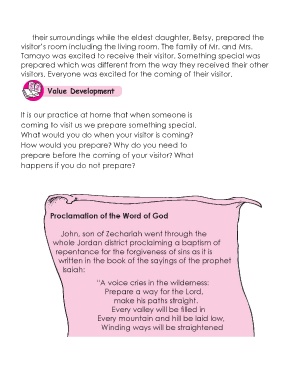 their surroundings while the eldest daughter, Betsy, prepared the
visitor's room including the living room. The family of Mr. and Mrs.
Tamayo was excited to receive their visitor. Something special was
prepared which was different from the way they received their other
visitors. Everyone was excited for the coming of their visitor.
Value Development
It is our practice at home that when someone is
coming to visit us we prepare something special.
What would you do when your visitor is coming?
How would you prepare? Why do you need to
prepare before the coming of your visitor? What
happens if you do not prepare?
Proclamation of the Word of God
John, son of Zechariah went through the
whole Jordan district proclaiming a baptism of
repentance for the forgiveness of sins as it is
written in the book of the sayings of the prophet
Isaiah:
"A voice cries in the wilderness:
Prepare a way for the Lord,
make his paths straight.
Every valley will be filled in
Every mountain and hill be laid low,
Winding ways will be straightened